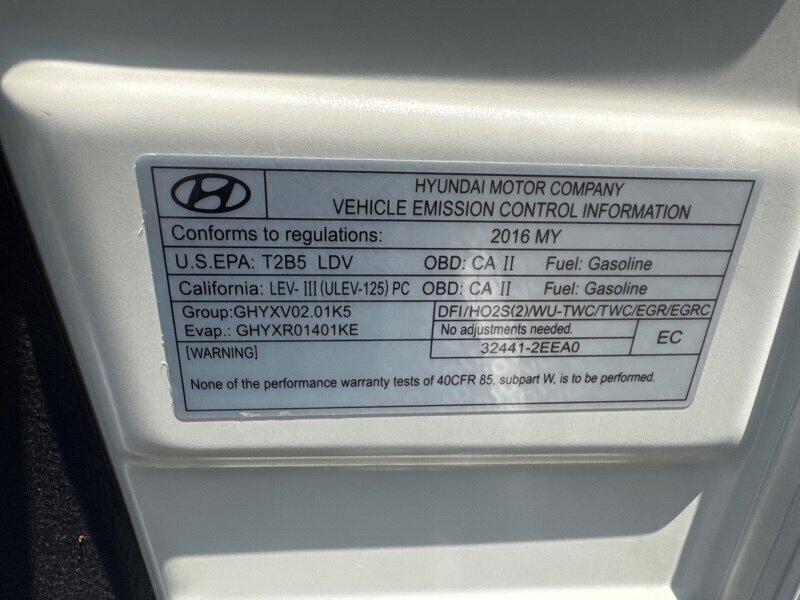 HYUNDAI MOTOR COMPANY
VEHICLE EMISSION CONTROL INFORMATION
Conforms to regulations: 2016 MY
U.S.EPA: T2B5 LDV OBD: CA II Fuel: Gasoline
California: LEV-III (ULEV-125) PC OBD: CA II Fuel: Gasoline
Group:GHYXV02.01K5 DFI/HO2S(2)/WU-TWC/TWC/EGR/EGRC
Evap.: GHYXR01401KE No adjustments needed. EC
[WARNING] 32441-2EEA0
None of the performance warranty tests of 40CFR 85, subpart W, is to be performed.